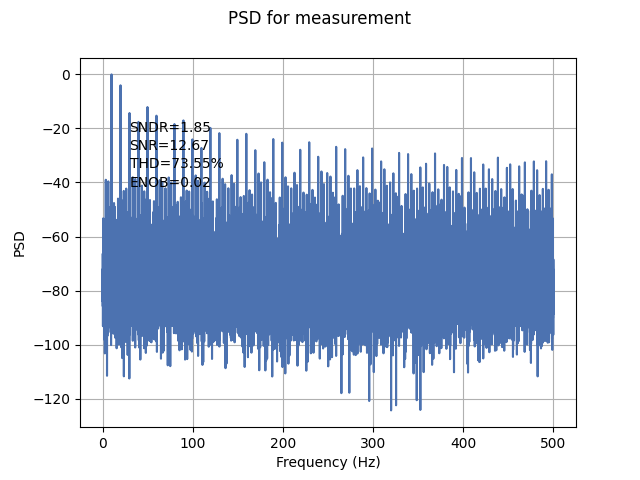 PSD for measurement
0
−20
−40
−60
−80
−100
−120
PSD
SNDR=1.85
SNR=12.67
THD=73.55%
ENOB=0.02
0
100
200
300
400
500
Frequency (Hz)